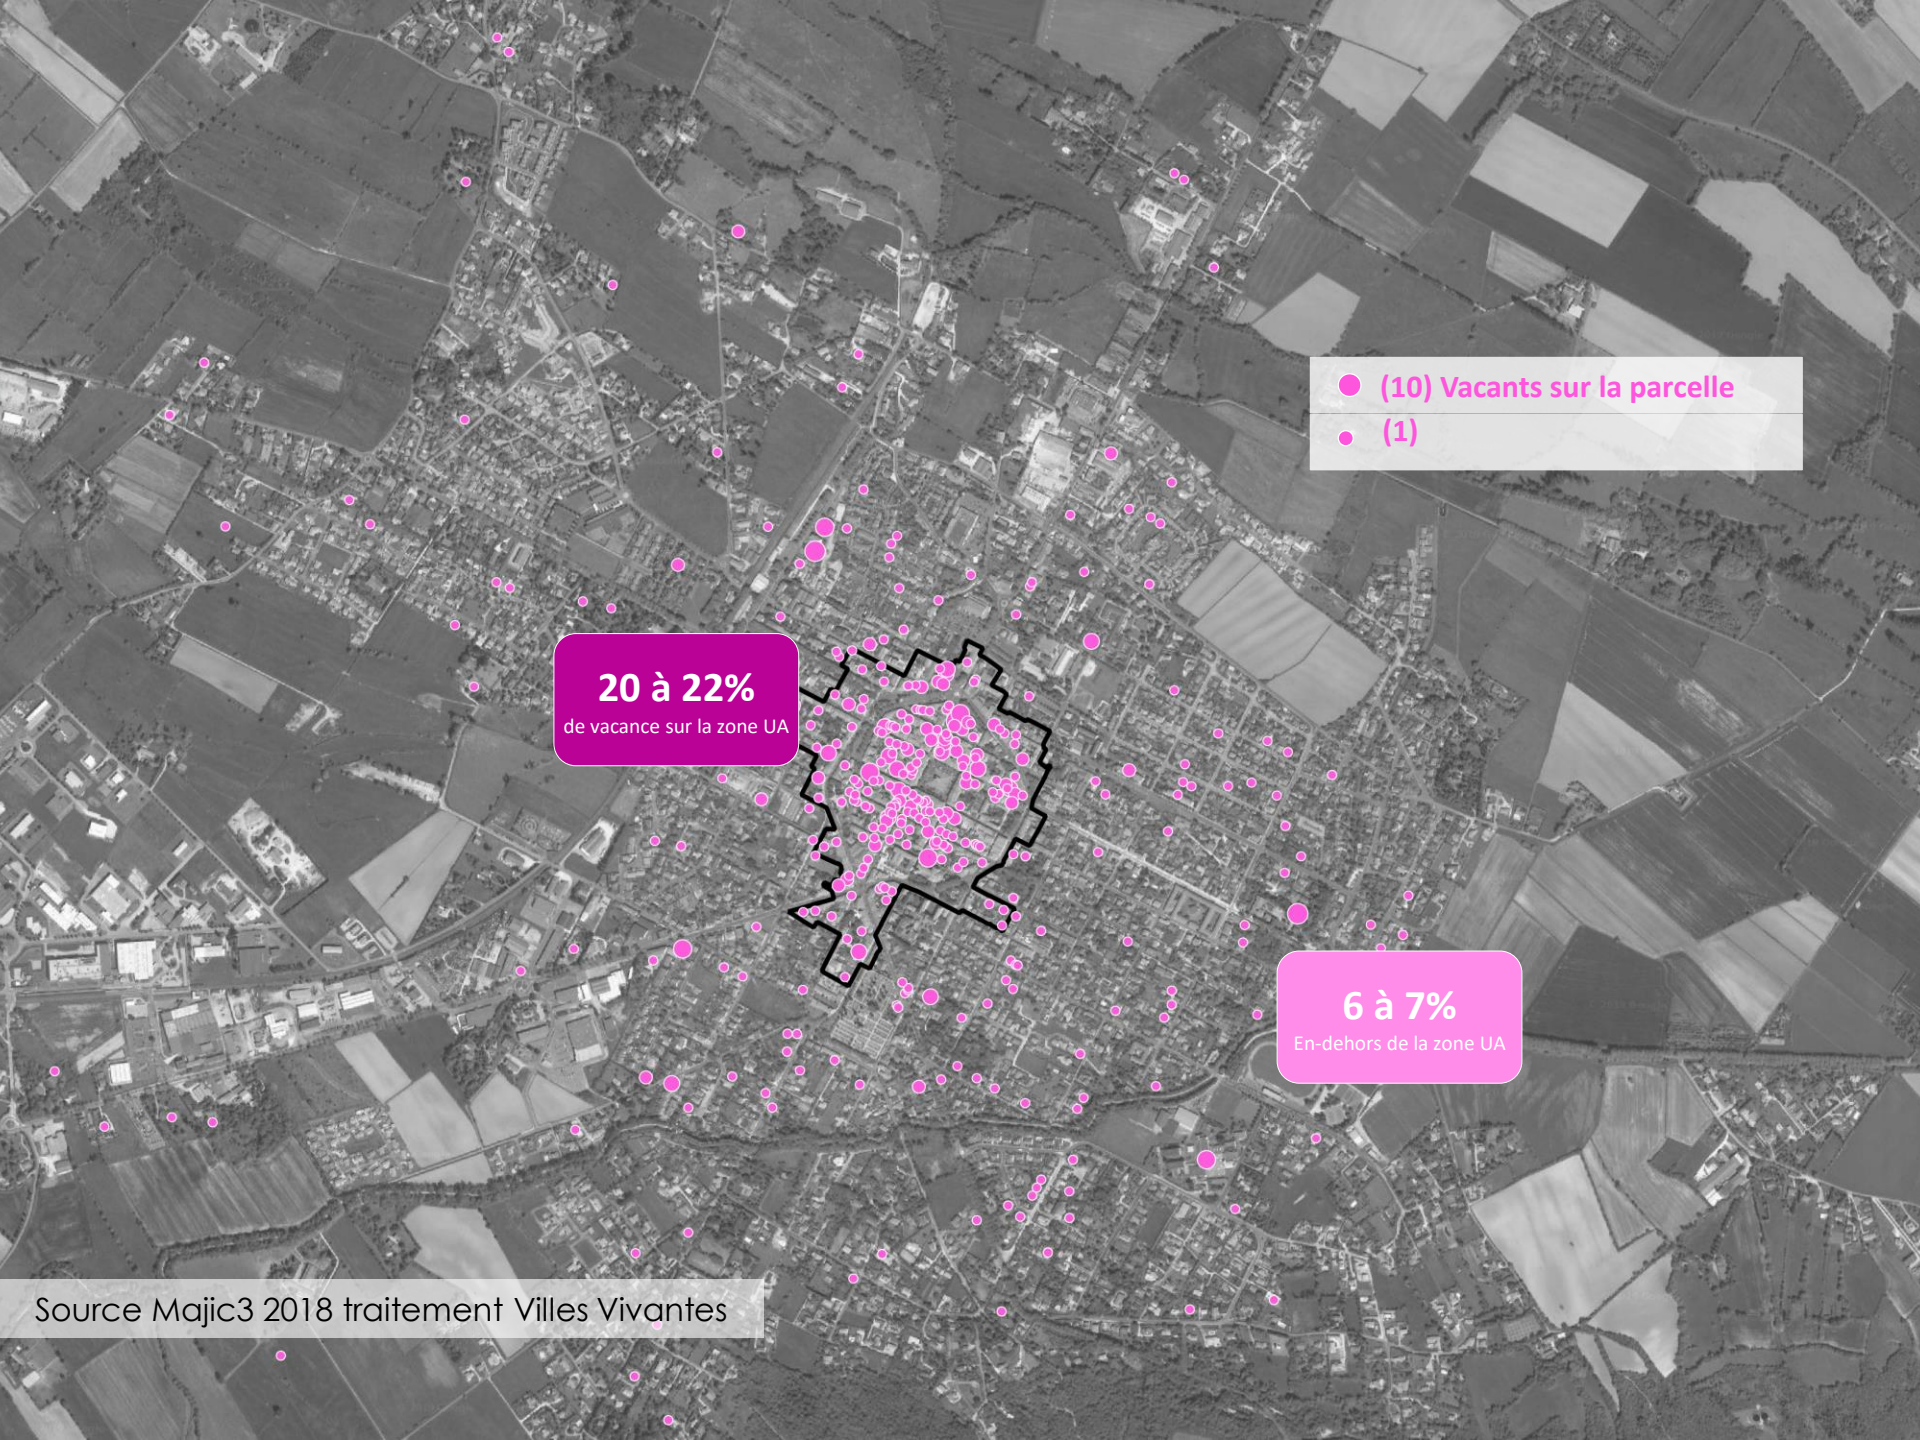 (10) Vacants sur la parcelle
(1)
20 à 22%
de vacance sur la zone UA
6 à 7%
En-dehors de la zone UA
Source Majic3 2018 traitement Villes Vivantes